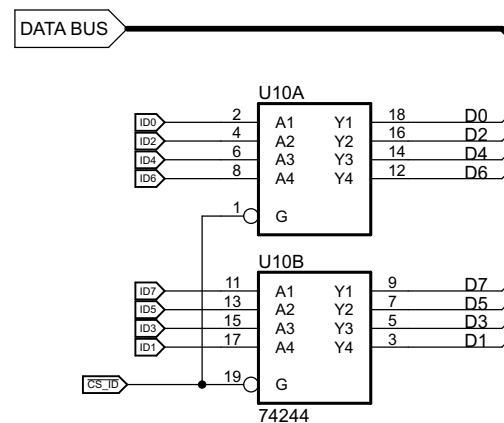 DATA BUS
U10A
ID0 2 A1 Y1 18 D0
ID2 4 A2 Y2 16 D2
ID4 6 A3 Y3 14 D4
ID6 8 A4 Y4 12 D6
1 G
U10B
ID7 11 A1 Y1 9 D7
ID5 13 A2 Y2 7 D5
ID3 15 A3 Y3 5 D3
ID1 17 A4 Y4 3 D1
CS_ID 19 G
74244